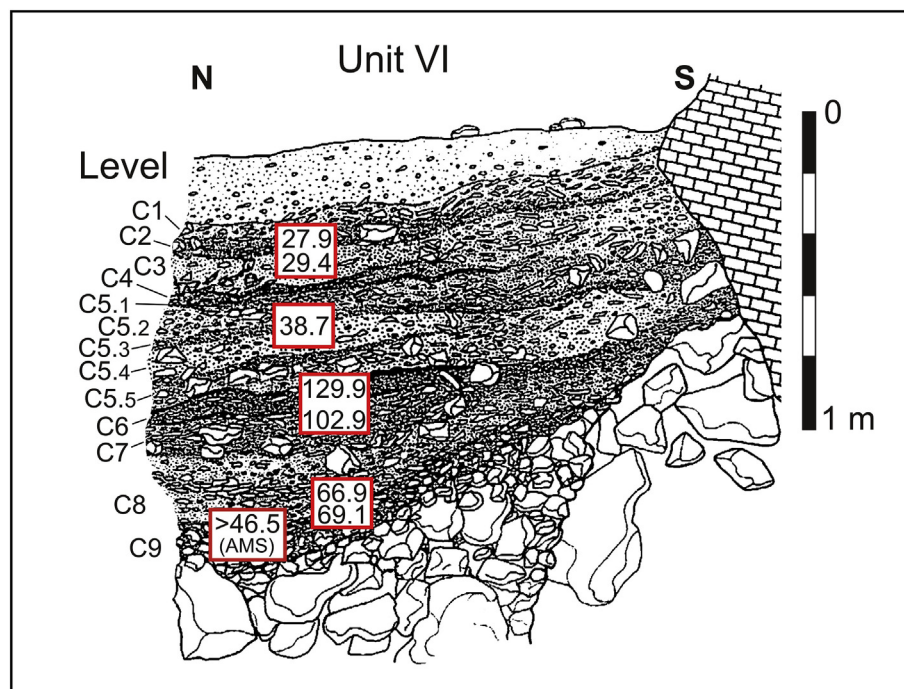 Unit VI
N
S
0
Level
C1
C2
C3
C4
C5.1
C5.2
C5.3
C5.4
C5.5
C6
C7
C8
C9
27.9
29.4
38.7
129.9
102.9
66.9
69.1
>46.5
(AMS)
1 m